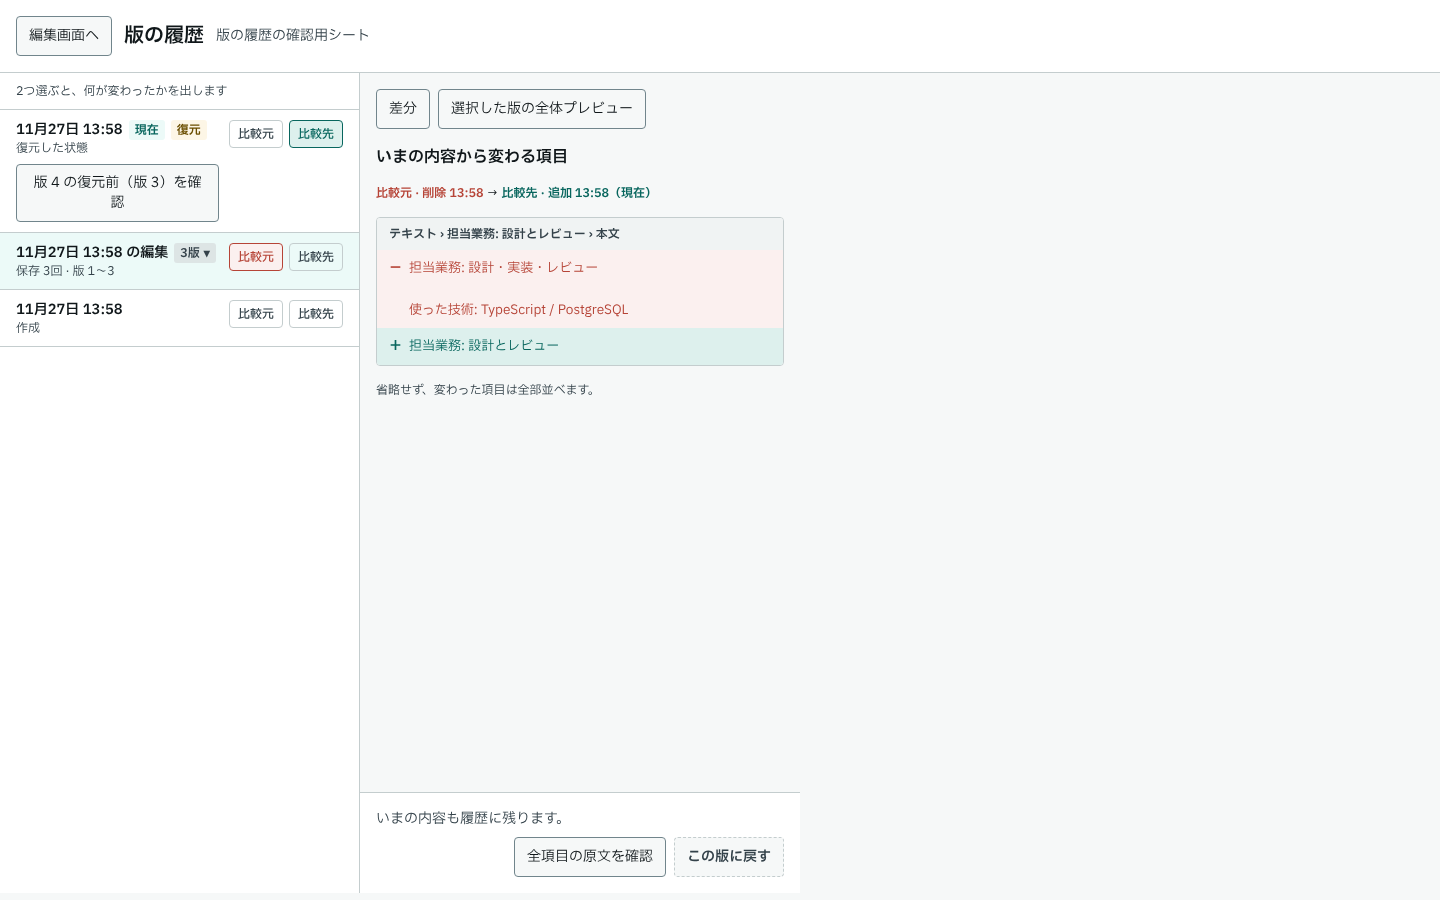 編集画面へ
版の履歴
版の履歴の確認用シート
2つ選ぶと、何が変わったかを出します
11月27日 13:58 現在 復元
比較元 比較先
復元した状態
版 4 の復元前（版 3）を確
認
11月27日 13:58 の編集 3版 ▾
比較元 比較先
保存 3回 · 版 1〜3
11月27日 13:58
比較元 比較先
作成
差分
選択した版の全体プレビュー
いまの内容から変わる項目
比較元 · 削除 13:58 → 比較先 · 追加 13:58（現在）
テキスト › 担当業務: 設計とレビュー › 本文
− 担当業務: 設計・実装・レビュー
使った技術: TypeScript / PostgreSQL
+ 担当業務: 設計とレビュー
省略せず、変わった項目は全部並べます。
いまの内容も履歴に残ります。
全項目の原文を確認
この版に戻す